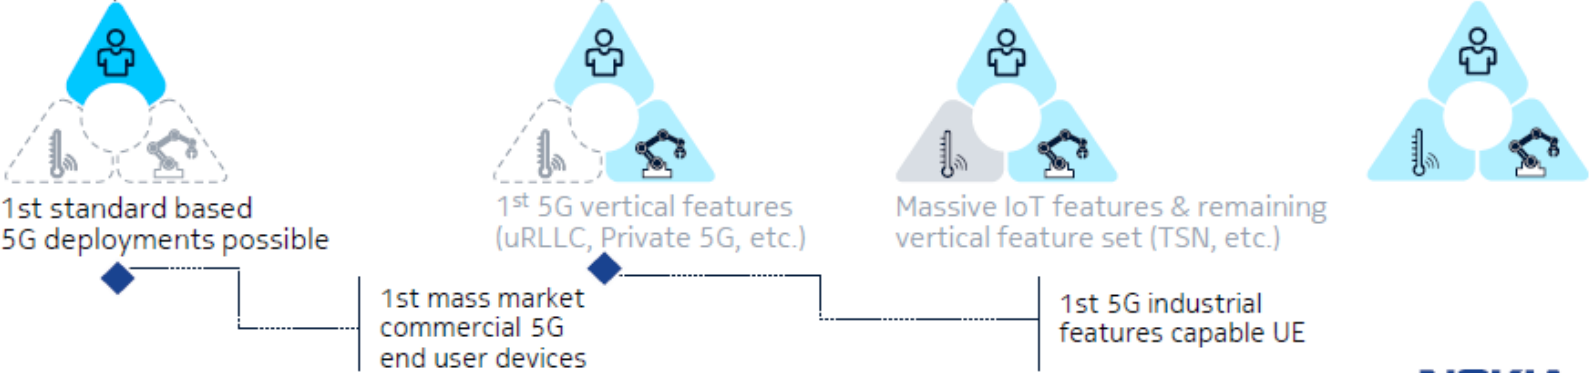 1st standard based
5G deployments possible
1st 5G vertical features
(uRLLC, Private 5G, etc.)
Massive IoT features & remaining
vertical feature set (TSN, etc.)
1st mass market
commercial 5G
end user devices
1st 5G industrial
features capable UE